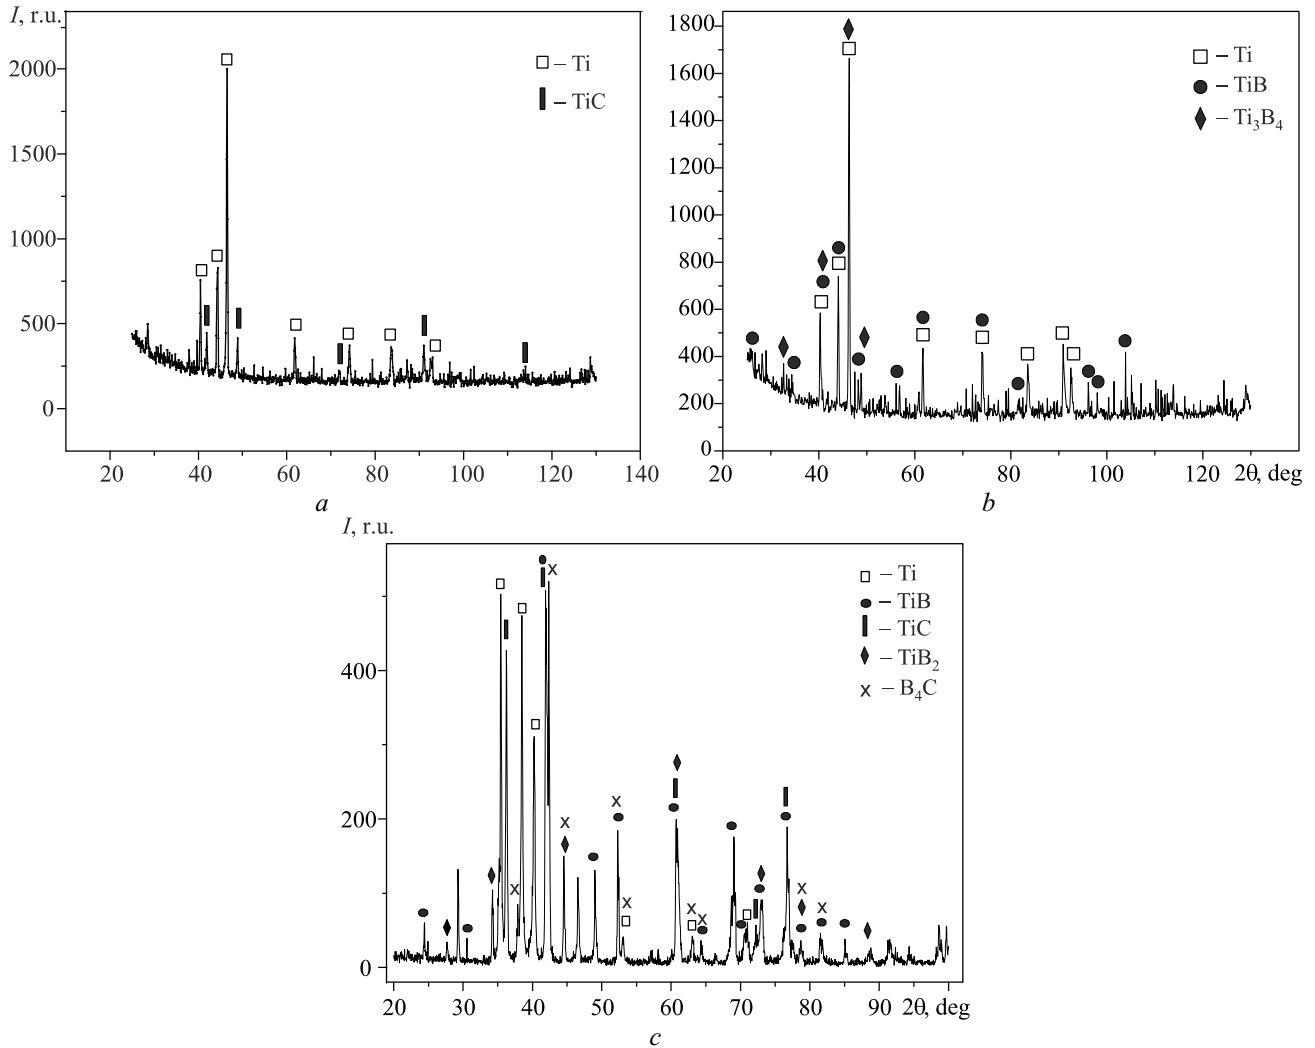 I, r.u.
2000
1500
1000
500
0
20 40 60 80 100 120 140
– Ti
– TiC
a
1800
1600
1400
1200
1000
800
600
400
200
0
20 40 60 80 100 120 2θ, deg
– Ti
– TiB
– Ti₃B₄
b
I, r.u.
400
200
0
20 30 40 50 60 70 80 90 2θ, deg
– Ti
– TiB
– TiC
– TiB₂
x – B₄C
c